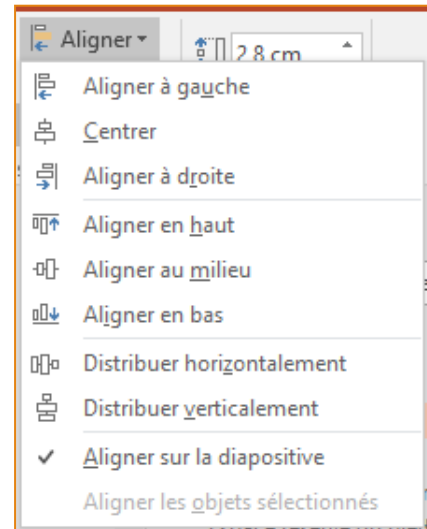 Aligner
2,8 cm
Aligner à gauche
Centrer
Aligner à droite
Aligner en haut
Aligner au milieu
Aligner en bas
Distribuer horizontalement
Distribuer verticalement
Aligner sur la diapositive
Aligner les objets sélectionnés